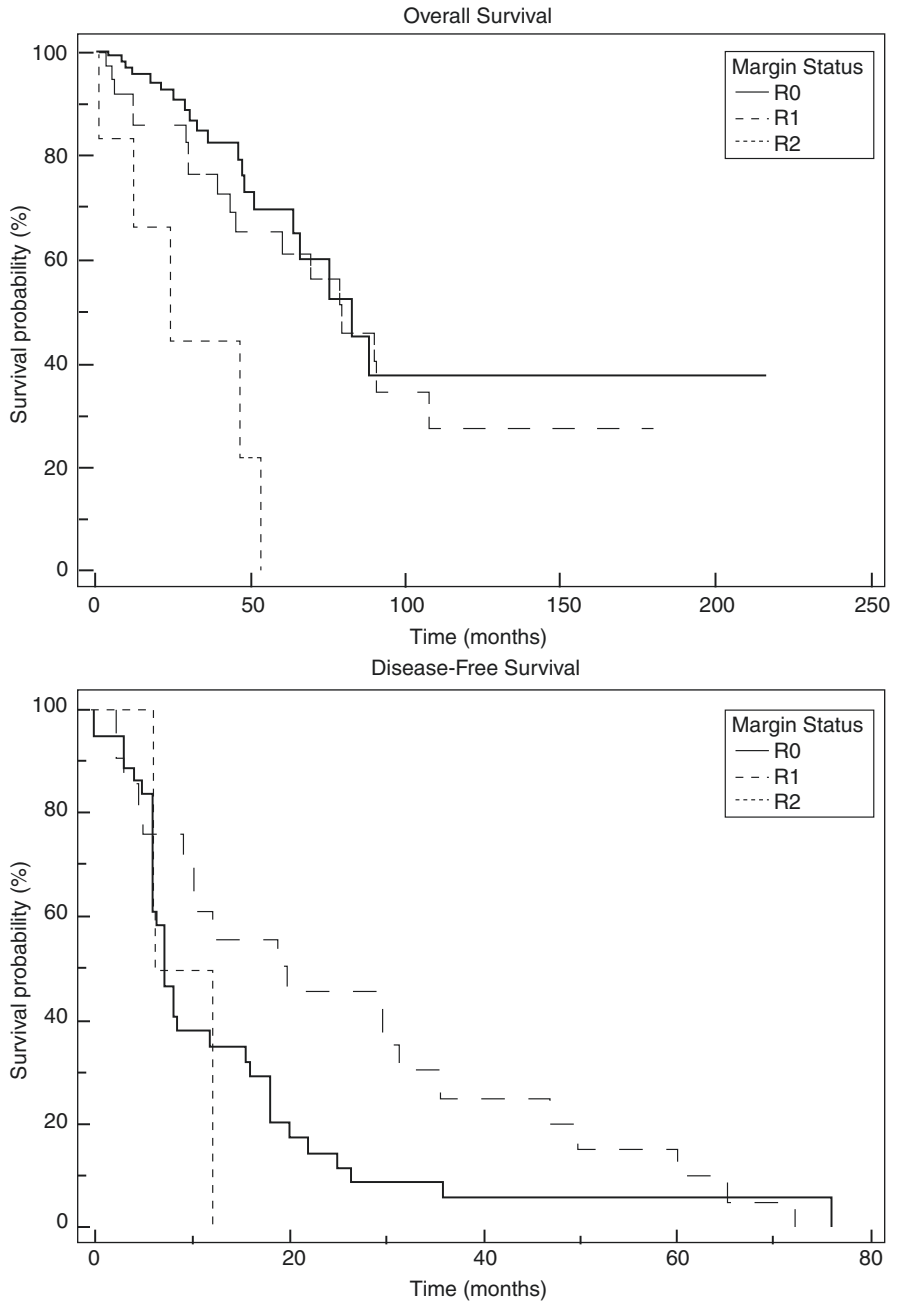 Overall Survival
100
80
60
40
20
0
Survival probability (%)
Margin Status
R0
R1
R2
0 50 100 150 200 250
Time (months)
Disease-Free Survival
100
80
60
40
20
0
Survival probability (%)
Margin Status
R0
R1
R2
0 20 40 60 80
Time (months)